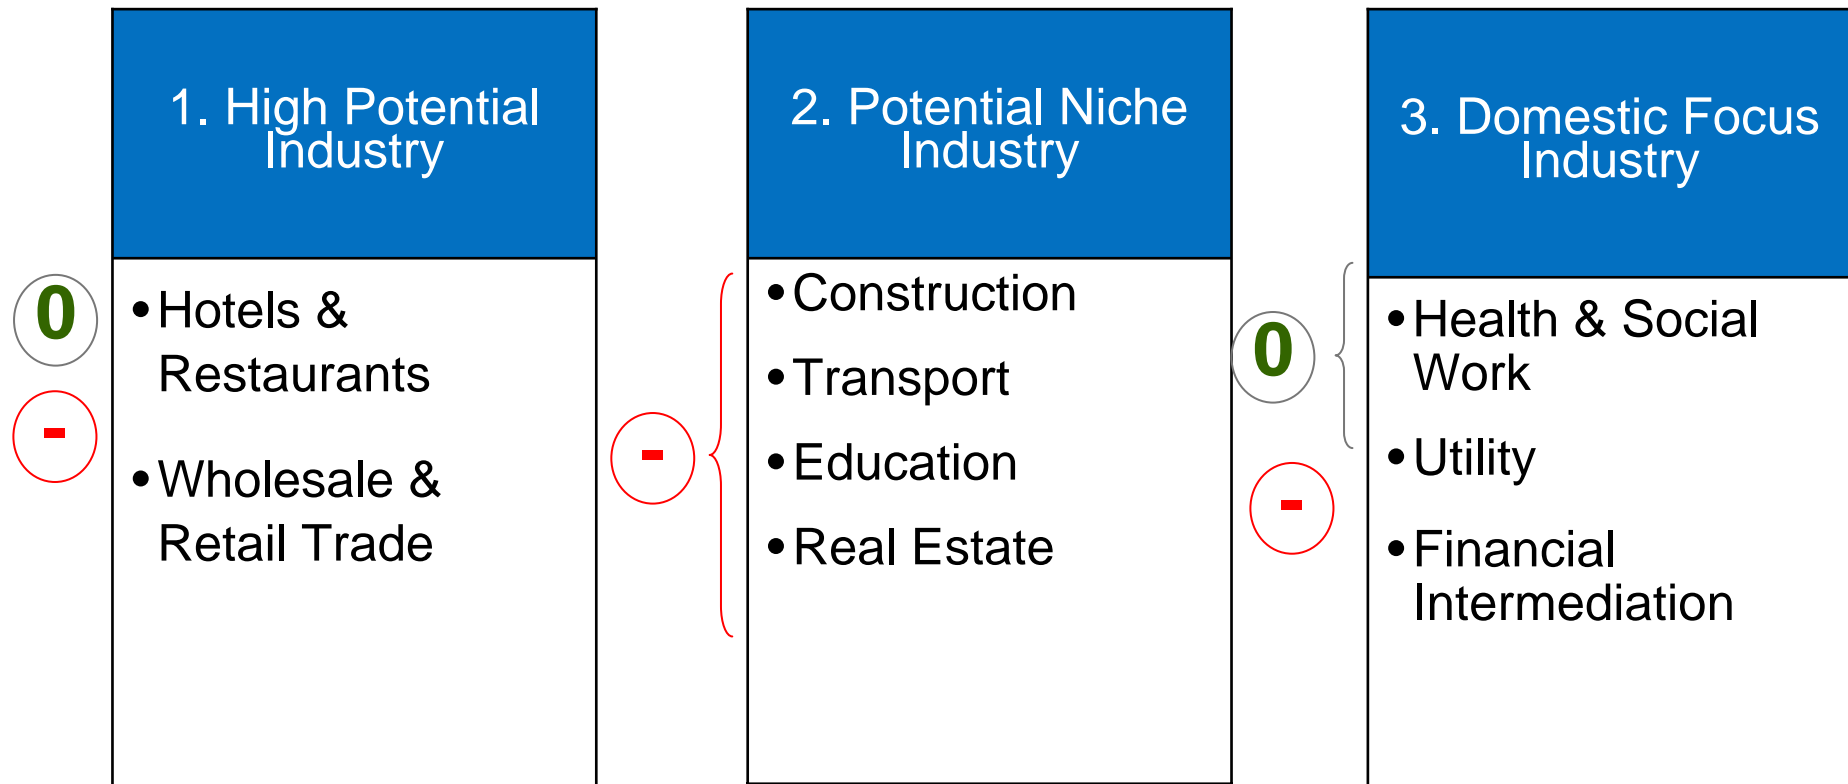 1. High Potential
Industry
0
-
•Hotels &
Restaurants
•Wholesale &
Retail Trade
2. Potential Niche
Industry
-
•Construction
•Transport
•Education
•Real Estate
3. Domestic Focus
Industry
0
-
•Health & Social
Work
•Utility
•Financial
Intermediation